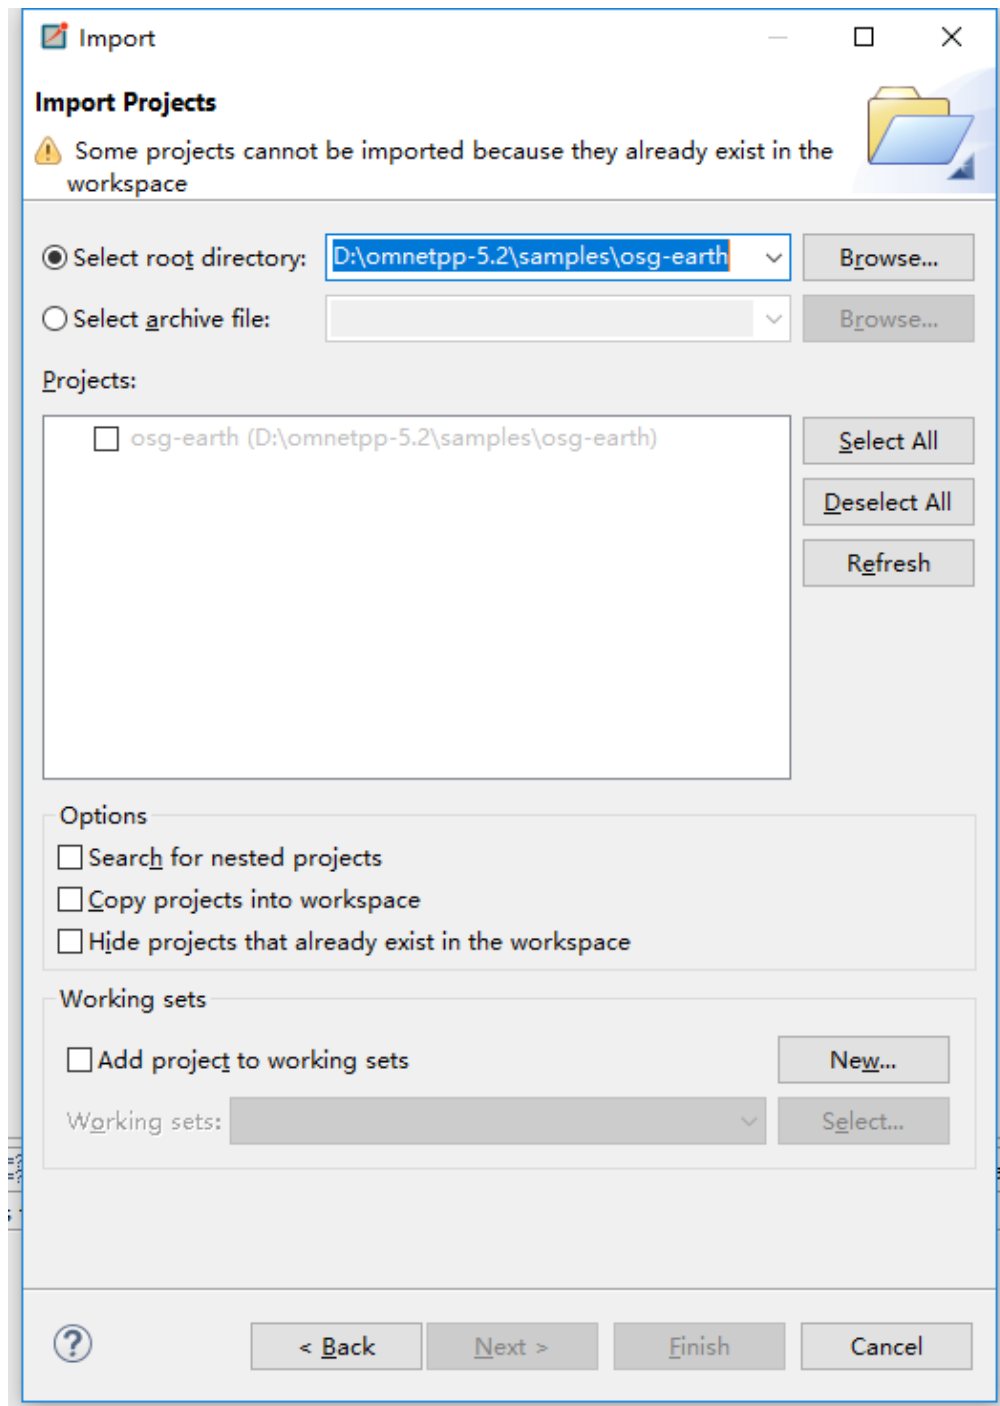 Import
Import Projects
Some projects cannot be imported because they already exist in the
workspace
Select root directory:
D:\omnetpp-5.2\samples\osg-earth
Browse...
Select archive file:
Browse...
Projects:
osg-earth (D:\omnetpp-5.2\samples\osg-earth)
Select All
Deselect All
Refresh
Options
Search for nested projects
Copy projects into workspace
Hide projects that already exist in the workspace
Working sets
Add project to working sets
New...
Working sets:
Select...
?
< Back
Next >
Finish
Cancel